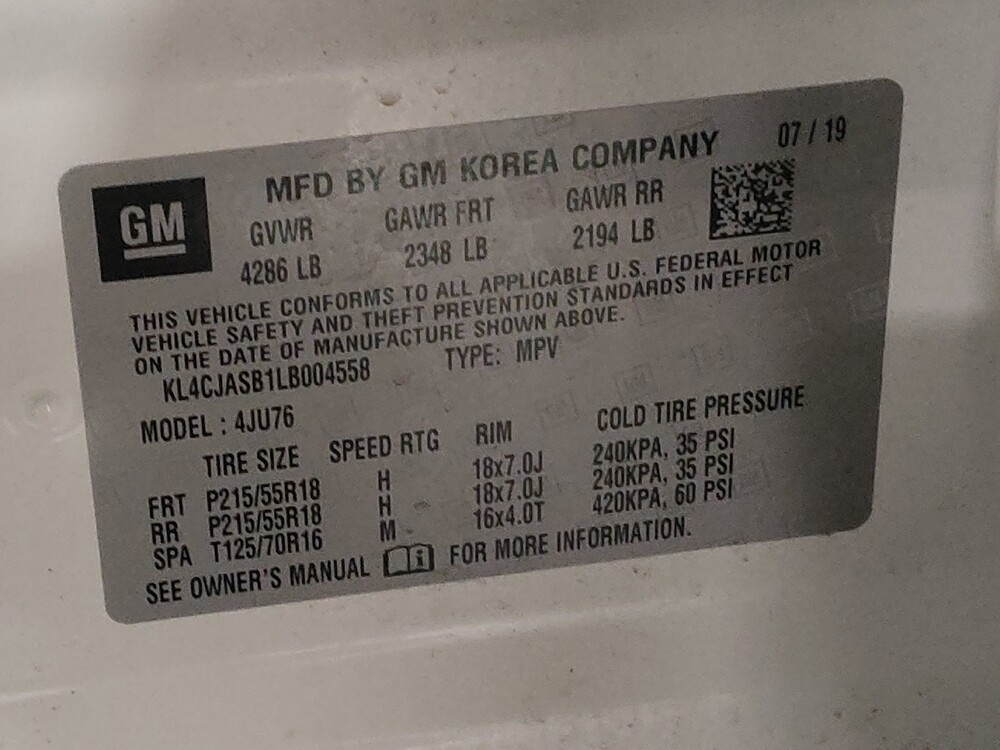 07 / 19
MFD BY GM KOREA COMPANY
GM
GVWR GAWR FRT GAWR RR
4286 LB 2348 LB 2194 LB
THIS VEHICLE CONFORMS TO ALL APPLICABLE U.S. FEDERAL MOTOR
VEHICLE SAFETY AND THEFT PREVENTION STANDARDS IN EFFECT
ON THE DATE OF MANUFACTURE SHOWN ABOVE.
KL4CJASB1LB004558 TYPE: MPV
MODEL : 4JU76
TIRE SIZE SPEED RTG RIM COLD TIRE PRESSURE
FRT P215/55R18 H 18x7.0J 240KPA, 35 PSI
RR P215/55R18 H 18x7.0J 240KPA, 35 PSI
SPA T125/70R16 M 16x4.0T 420KPA, 60 PSI
SEE OWNER'S MANUAL i FOR MORE INFORMATION.